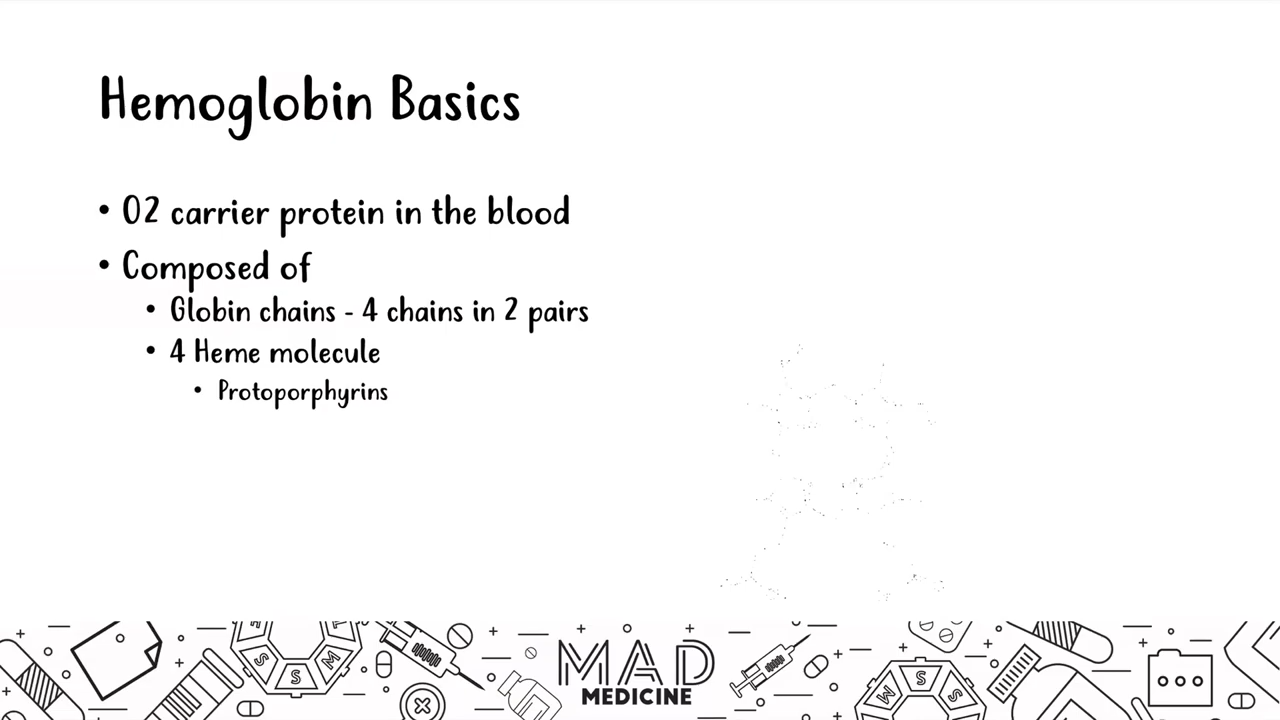 Hemoglobin Basics
• O2 carrier protein in the blood
• Composed of
• Globin chains - 4 chains in 2 pairs
• 4 Heme molecule
• Protoporphyrins
MAD
MEDICINE